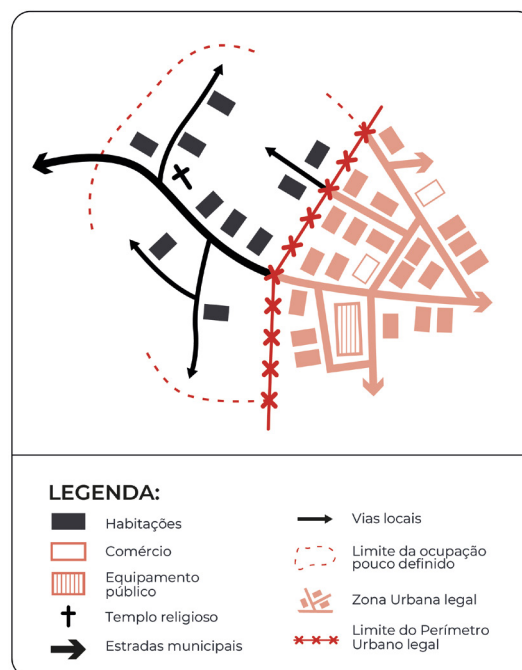 LEGENDA:
Habitações
Comércio
Equipamento
público
Templo religioso
Estradas municipais
Vias locais
Limite da ocupação
pouco definido
Zona Urbana legal
Limite do Perímetro
Urbano legal